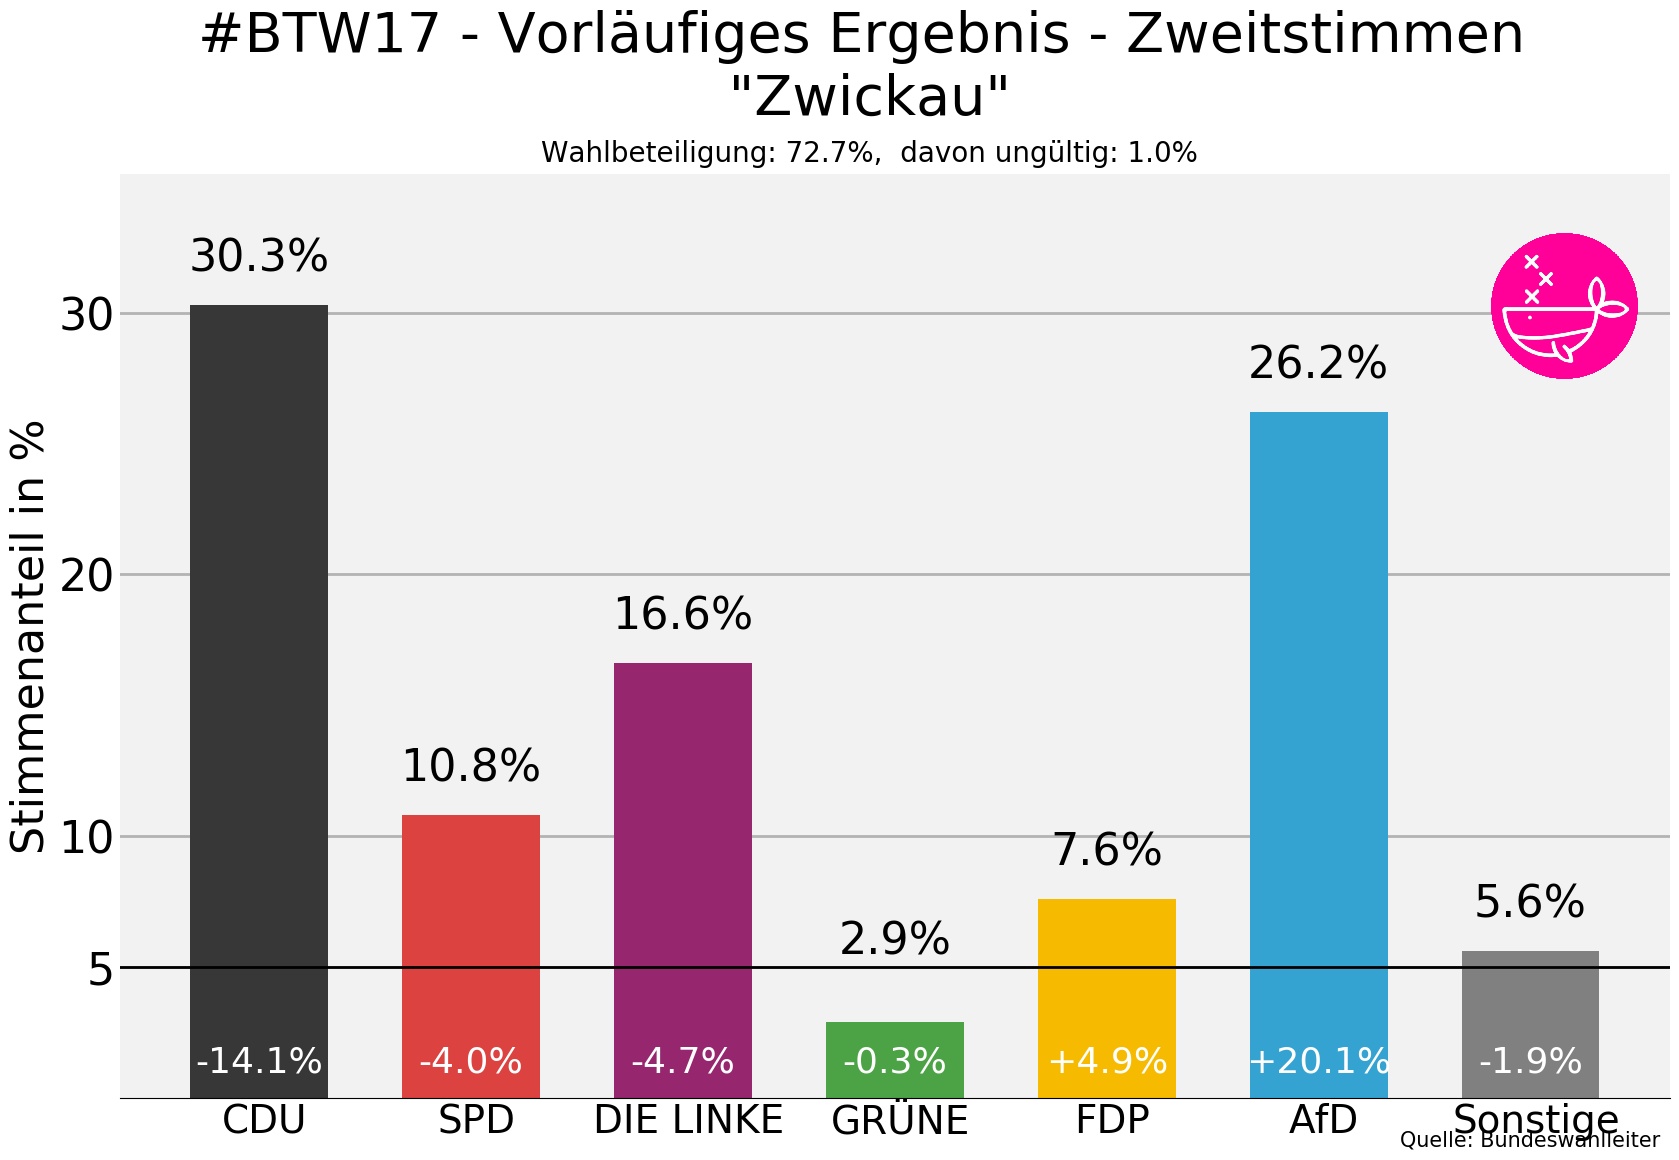 #BTW17 - Vorläufiges Ergebnis - Zweitstimmen
"Zwickau"
Wahlbeteiligung: 72.7%,  davon ungültig: 1.0%
Stimmenanteil in %
30
20
10
5
30.3%
10.8%
16.6%
2.9%
7.6%
26.2%
5.6%
-14.1%
-4.0%
-4.7%
-0.3%
+4.9%
+20.1%
-1.9%
CDU
SPD
DIE LINKE
GRÜNE
FDP
AfD
Sonstige
Quelle: Bundeswahlleiter